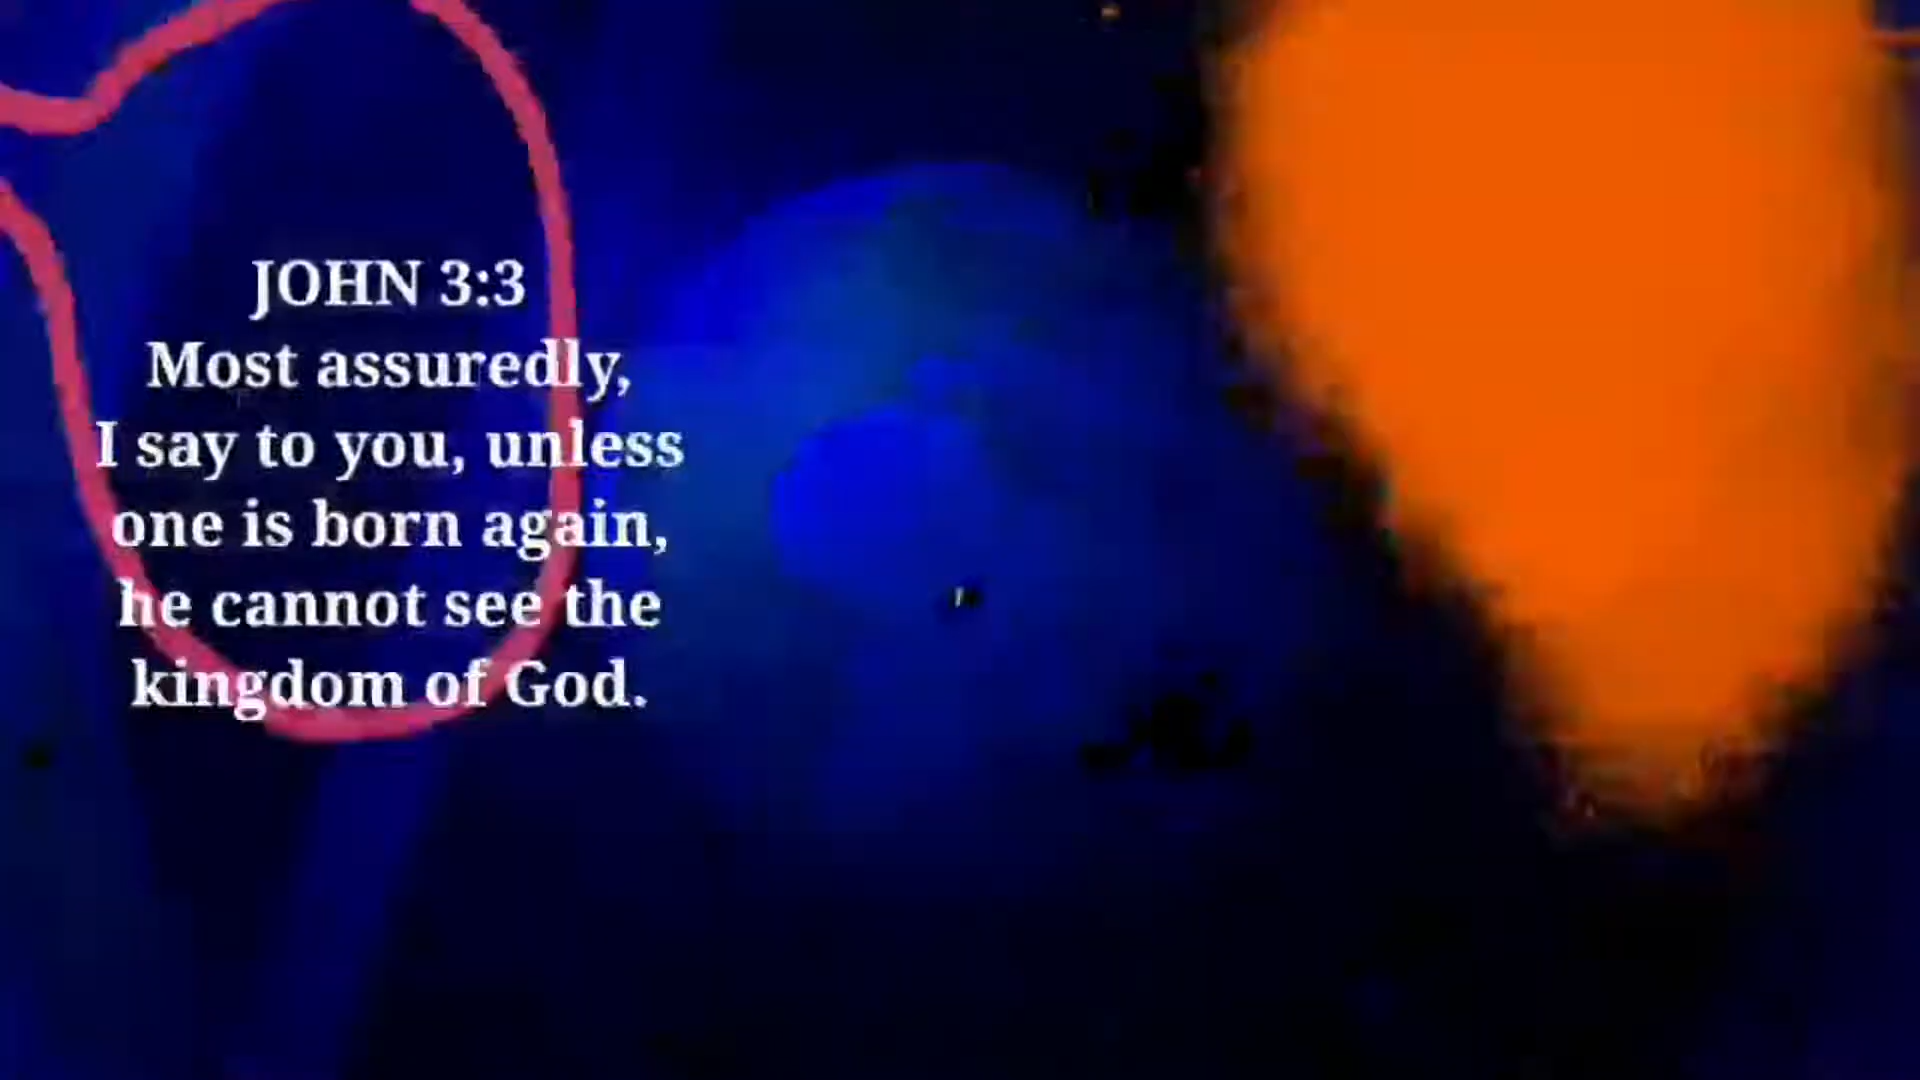 JOHN 3:3
Most assuredly,
I say to you, unless
one is born again,
he cannot see the
kingdom of God.